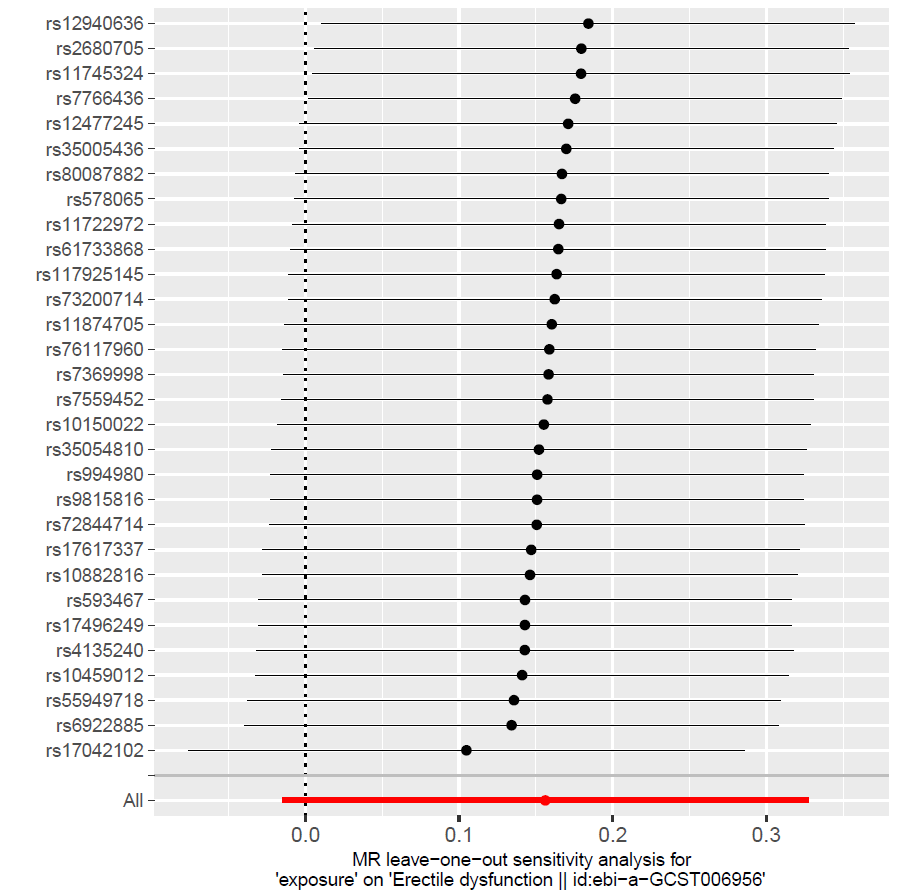 rs12940636
rs2680705
rs11745324
rs7766436
rs12477245
rs35005436
rs80087882
rs578065
rs11722972
rs61733868
rs117925145
rs73200714
rs11874705
rs76117960
rs7369998
rs7559452
rs10150022
rs35054810
rs994980
rs9815816
rs72844714
rs17617337
rs10882816
rs593467
rs17496249
rs4135240
rs10459012
rs55949718
rs6922885
rs17042102
All
0.0 0.1 0.2 0.3
MR leave−one−out sensitivity analysis for
'exposure' on 'Erectile dysfunction || id:ebi−a−GCST006956'